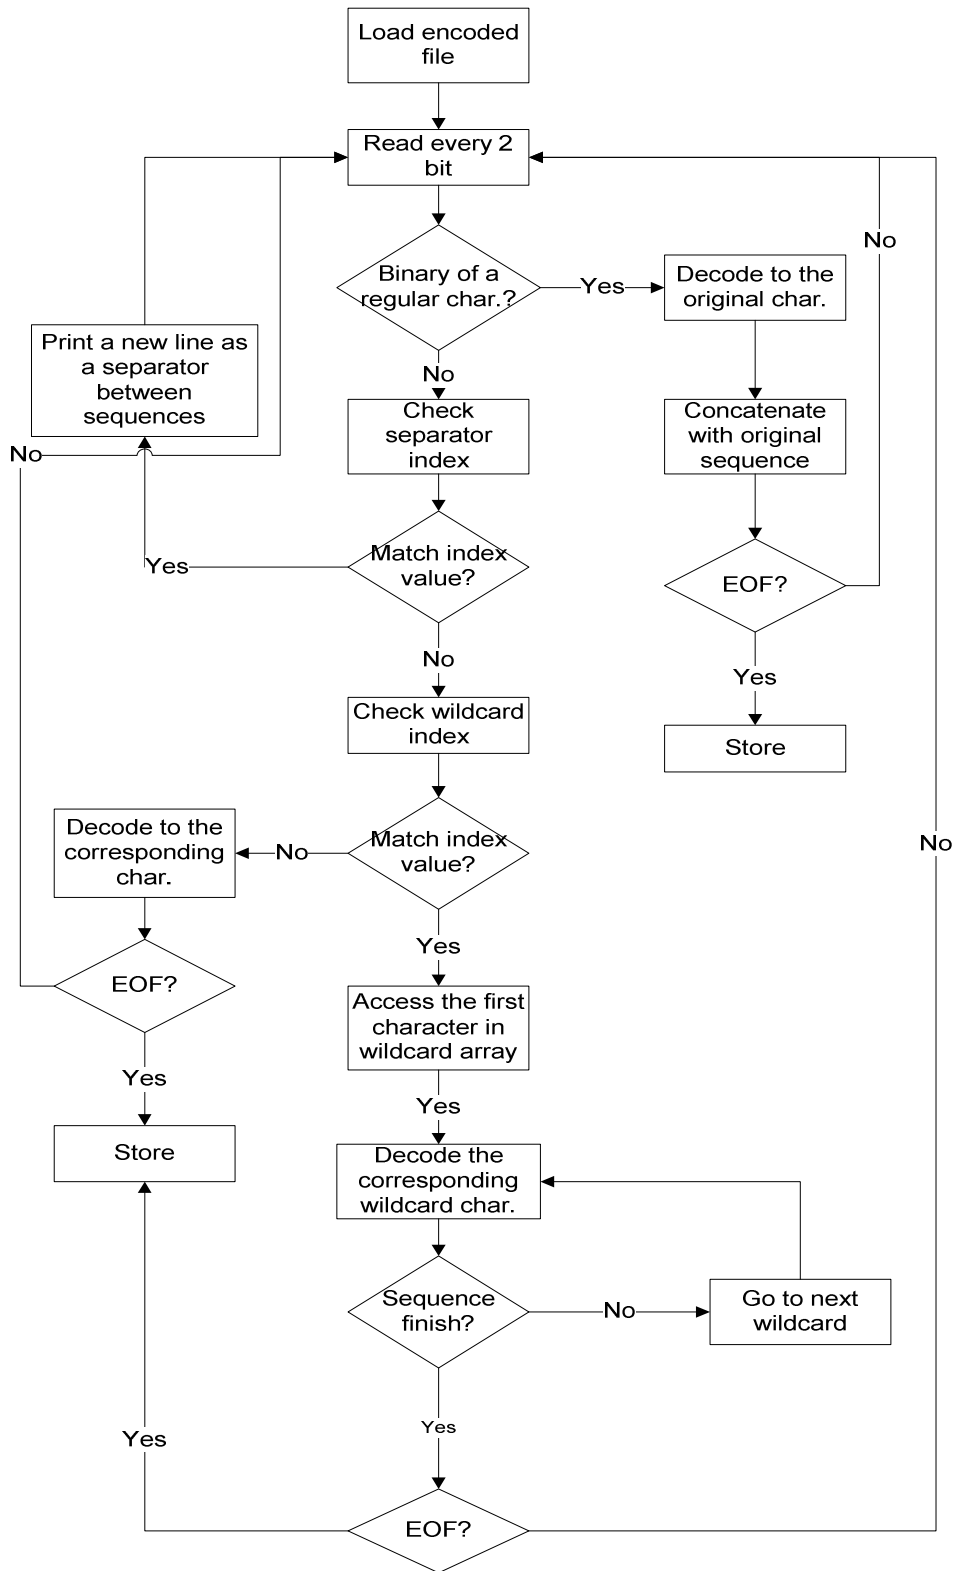 Load encoded
file
Read every 2
bit
No
Binary of a
regular char.?
Yes
Decode to the
original char.
Print a new line as
a separator
between
sequences
No
No
Check
separator
index
Concatenate
with original
sequence
Match index
value?
Yes
EOF?
No
Yes
Check wildcard
index
Store
Decode to the
corresponding
char.
No
Match index
value?
No
Yes
EOF?
Access the first
character in
wildcard array
Yes
Yes
Store
Decode the
corresponding
wildcard char.
Sequence
finish?
No
Go to next
wildcard
Yes
Yes
EOF?